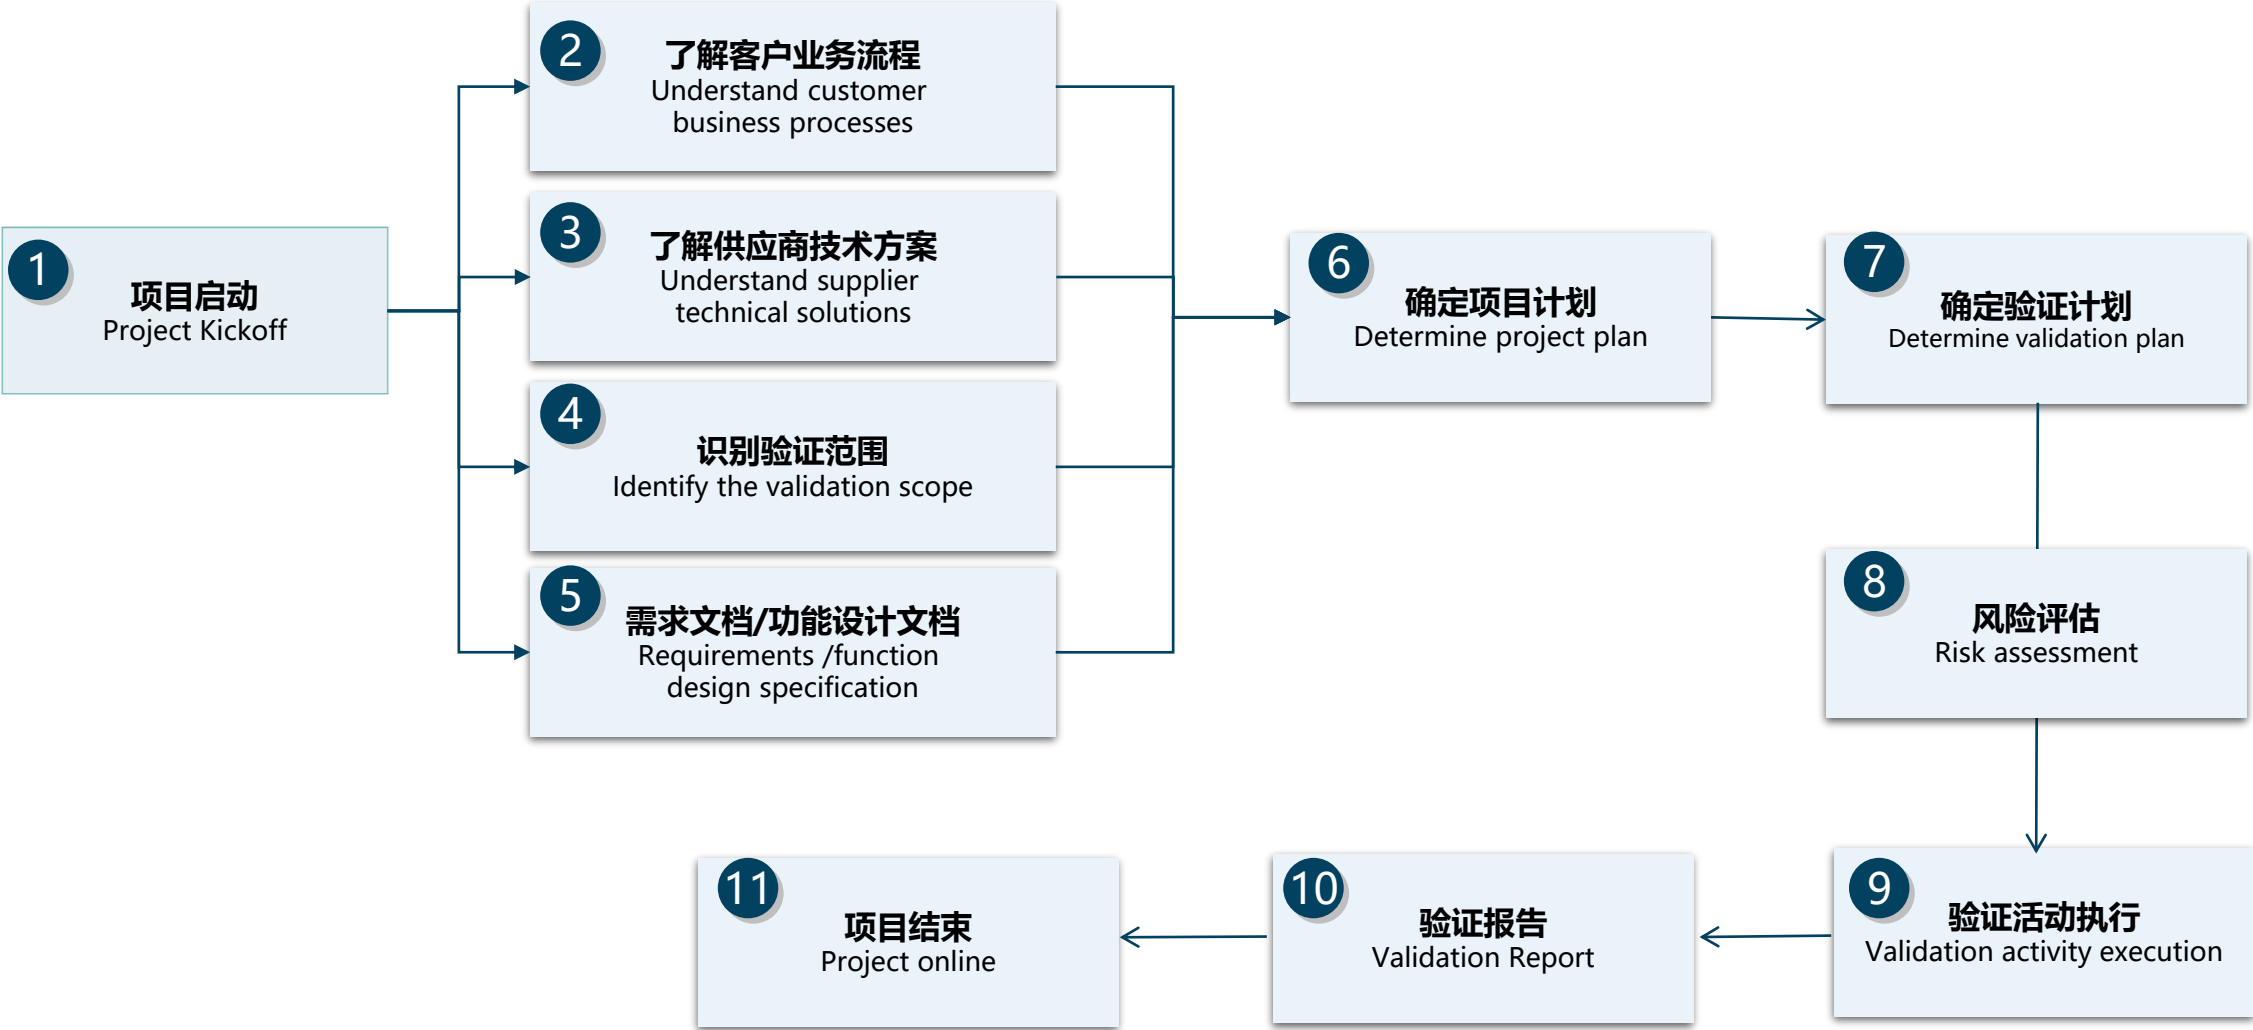 1
项目启动
Project Kickoff
2
了解客户业务流程
Understand customer
business processes
3
了解供应商技术方案
Understand supplier
technical solutions
4
识别验证范围
Identify the validation scope
5
需求文档/功能设计文档
Requirements /function
design specification
6
确定项目计划
Determine project plan
7
确定验证计划
Determine validation plan
8
风险评估
Risk assessment
9
验证活动执行
Validation activity execution
10
验证报告
Validation Report
11
项目结束
Project online